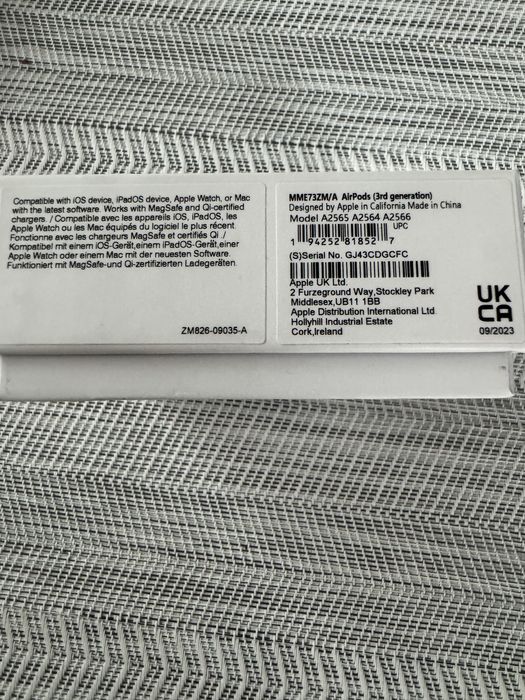 Compatible with iOS device, iPadOS device, Apple Watch, or Mac
with the latest software. Works with MagSafe and Qi-certified
chargers. / Compatible avec les appareils iOS, iPadOS, les
Apple Watch ou les Mac équipés du logiciel le plus récent.
Fonctionne avec les chargeurs MagSafe et certifiés Qi. /
Kompatibel mit einem iOS-Gerät,einem iPadOS-Gerät,einer
Apple Watch oder einem Mac mit der neuesten Software.
Funktioniert mit MagSafe-und Qi-zertifizierten Ladegeräten.
ZM826-09035-A
MME73ZM/A AirPods (3rd generation)
Designed by Apple in California Made in China
Model A2565 A2564 A2566
1 94252 81852 7 UPC
(S)Serial No. GJ43CDGCFC
Apple UK Ltd.
2 Furzeground Way,Stockley Park
Middlesex,UB11 1BB
Apple Distribution International Ltd.
Hollyhill Industrial Estate
Cork,Ireland
UK
CA
09/2023